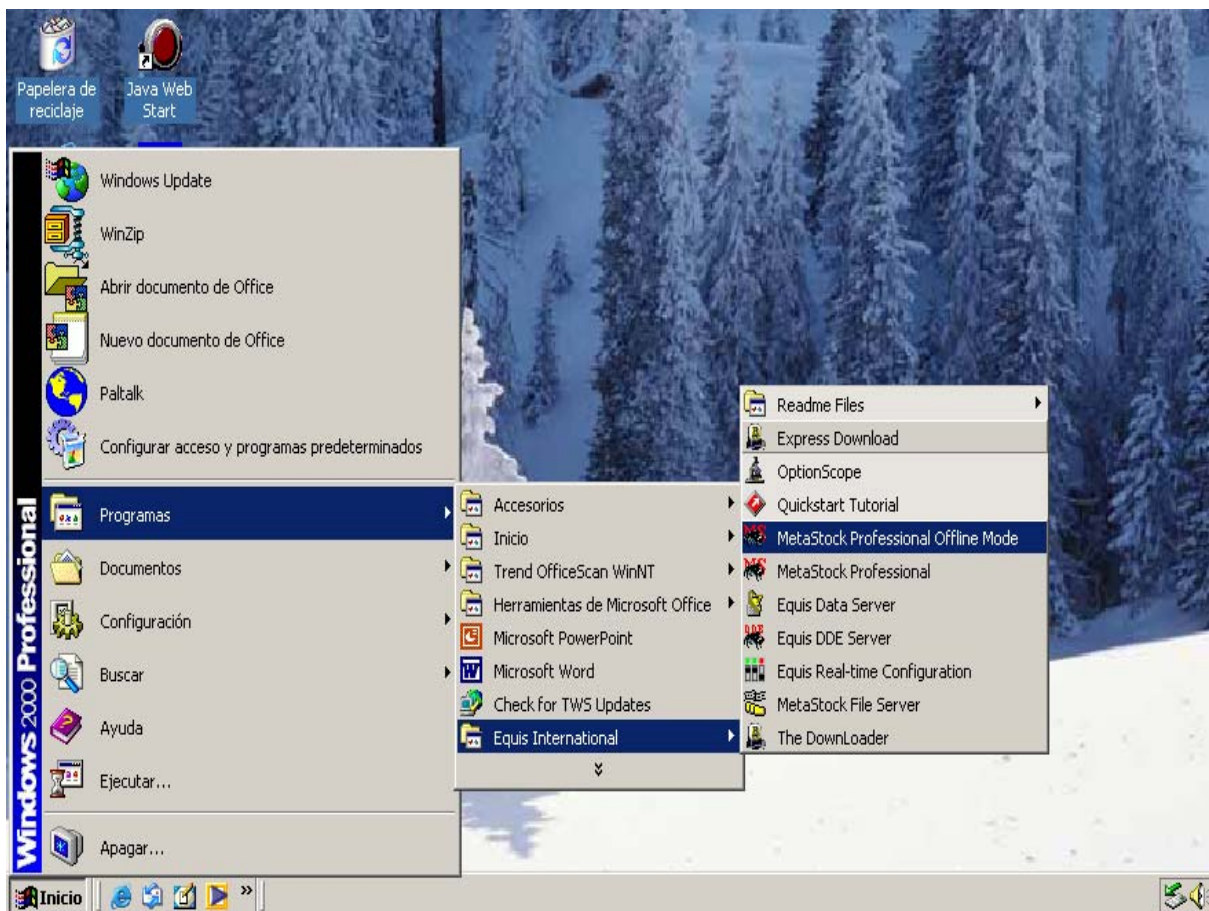 Papelera de
reciclaje
Java Web
Start
Windows Update
WinZip
Abrir documento de Office
Nuevo documento de Office
Paltalk
Configurar acceso y programas predeterminados
Programas
Documentos
Configuración
Buscar
Ayuda
Ejecutar...
Apagar...
Windows 2000 Professional
Accesorios
Inicio
Trend OfficeScan WinNT
Herramientas de Microsoft Office
Microsoft PowerPoint
Microsoft Word
Check for TWS Updates
Equis International
Readme Files
Express Download
OptionScope
Quickstart Tutorial
MetaStock Professional Offline Mode
MetaStock Professional
Equis Data Server
Equis DDE Server
Equis Real-time Configuration
MetaStock File Server
The DownLoader
Inicio